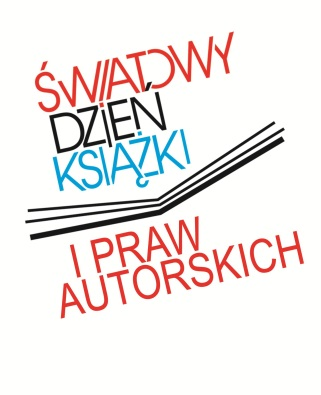 ŚWIATOWY
DZIEŃ
KSIĄŻKI
I PRAW
AUTORSKICH